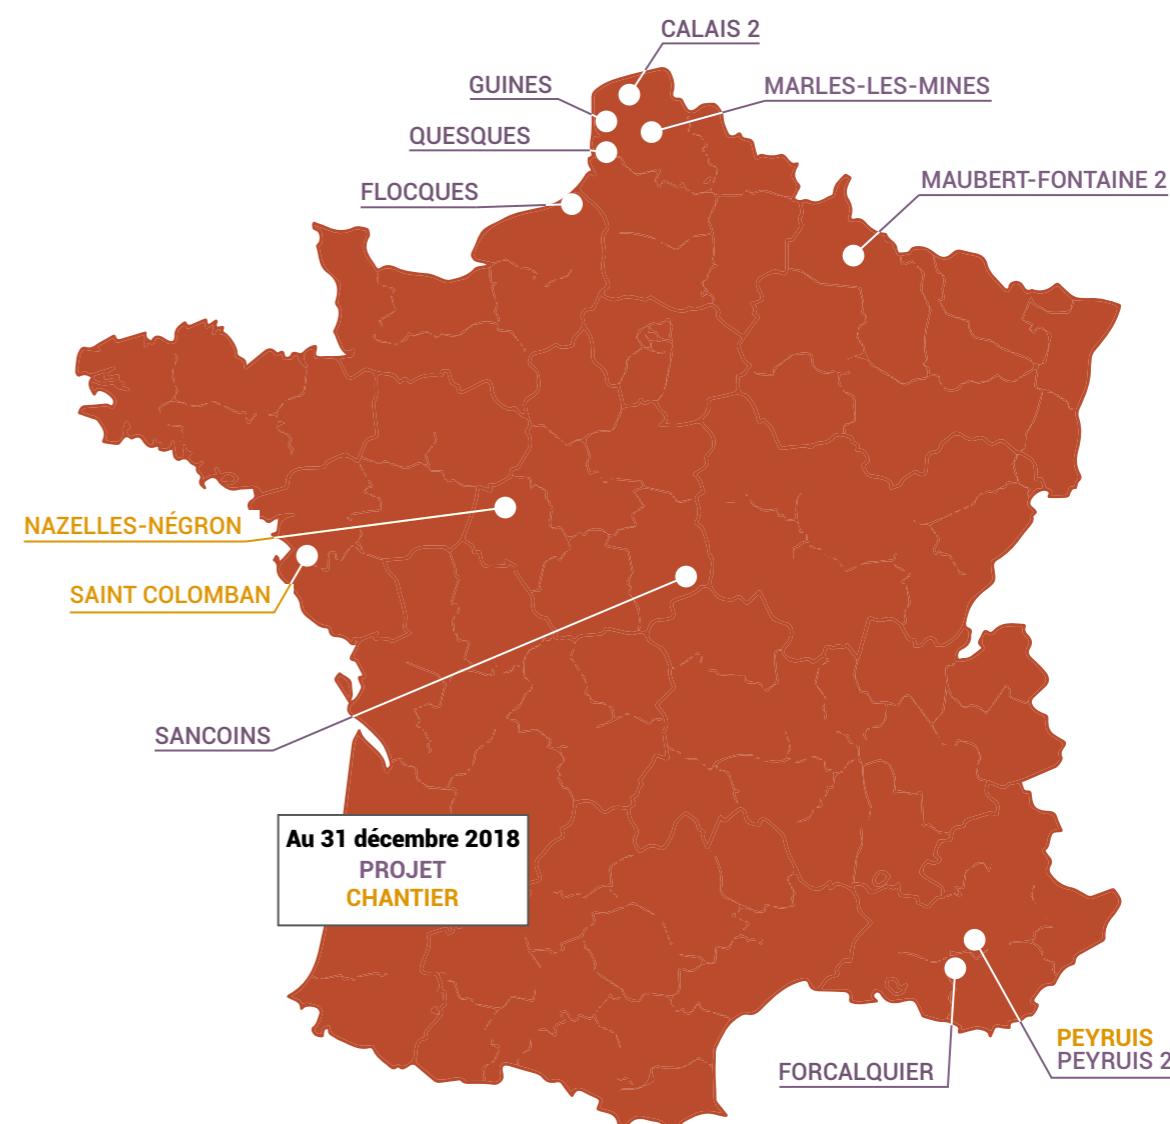 CALAIS 2
GUINES
MARLES-LES-MINES
QUESQUES
MAUBERT-FONTAINE 2
FLOCQUES
NAZELLES-NÉGRON
SAINT COLOMBAN
SANCOINS
Au 31 décembre 2018
PROJET
CHANTIER
PEYRUIS
PEYRUIS 2
FORCALQUIER